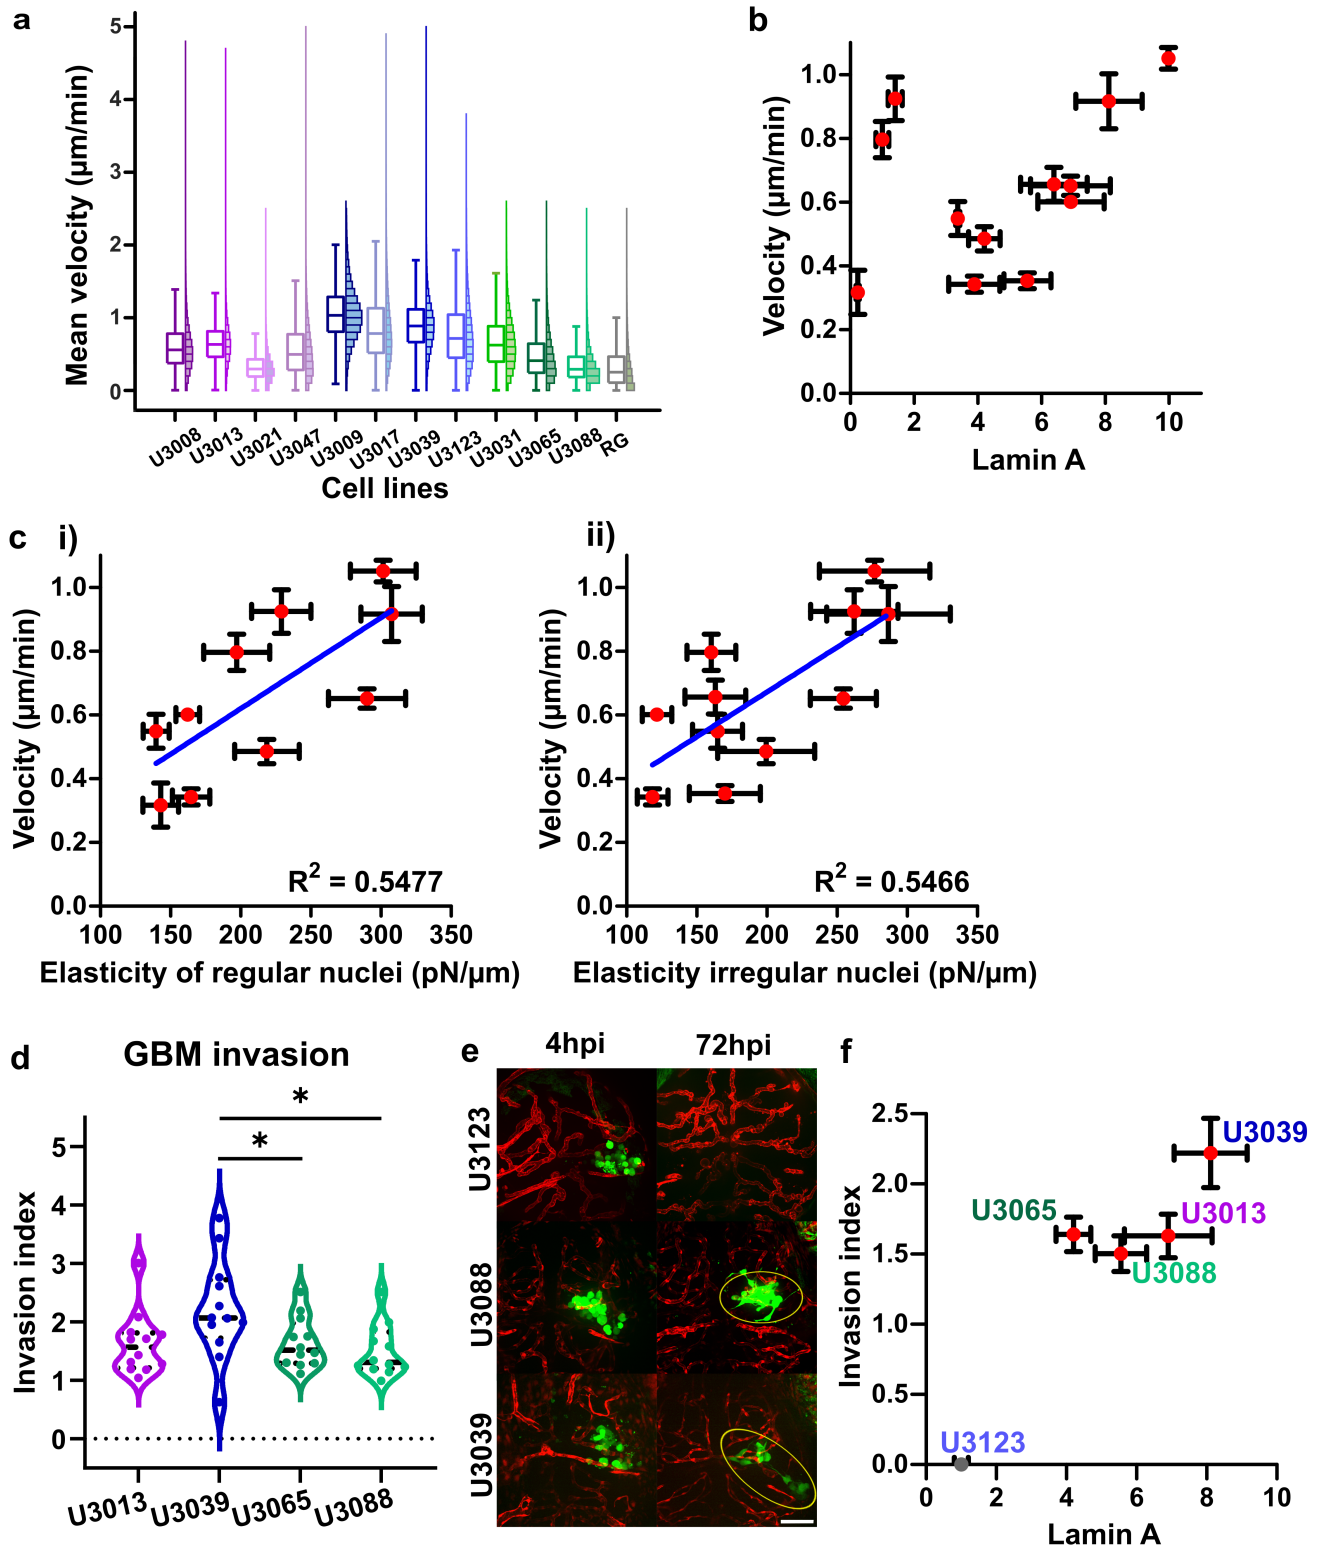 a
5
4
3
2
1
0
Mean velocity (µm/min)
U3008
U3013
U3021
U3047
U3009
U3017
U3039
U3123
U3031
U3065
U3088
RG
Cell lines
b
1.0
0.8
0.6
0.4
0.2
0.0
Velocity (µm/min)
0 2 4 6 8 10
Lamin A
c i)
1.0
0.8
0.6
0.4
0.2
0.0
Velocity (µm/min)
R2 = 0.5477
100 150 200 250 300 350
Elasticity of regular nuclei (pN/µm)
ii)
1.0
0.8
0.6
0.4
0.2
0.0
Velocity (µm/min)
R2 = 0.5466
100 150 200 250 300 350
Elasticity irregular nuclei (pN/µm)
d
GBM invasion
*
*
5
4
3
2
1
0
Invasion index
U3013
U3039
U3065
U3088
e
4hpi 72hpi
U3123
U3088
U3039
f
2.5
2.0
1.5
1.0
0.5
0.0
Invasion index
U3039
U3065
U3013
U3088
U3123
0 2 4 6 8 10
Lamin A